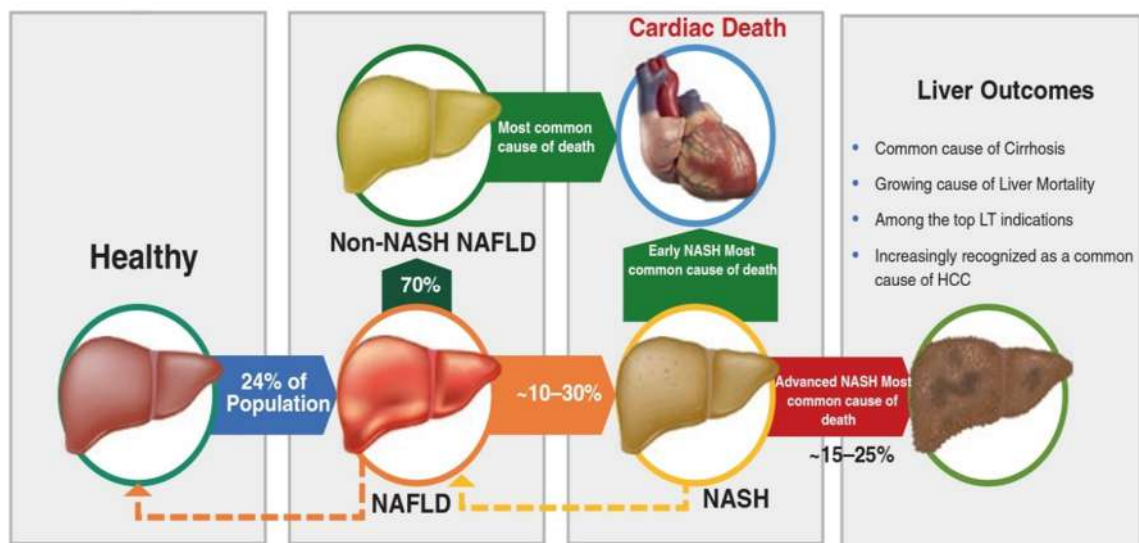 Healthy
24% of
Population
NAFLD
70%
Non-NASH NAFLD
Most common
cause of death
Cardiac Death
~10–30%
NASH
Early NASH Most
common cause of death
Advanced NASH Most
common cause of
death
~15–25%
Liver Outcomes
• Common cause of Cirrhosis
• Growing cause of Liver Mortality
• Among the top LT indications
• Increasingly recognized as a common
cause of HCC